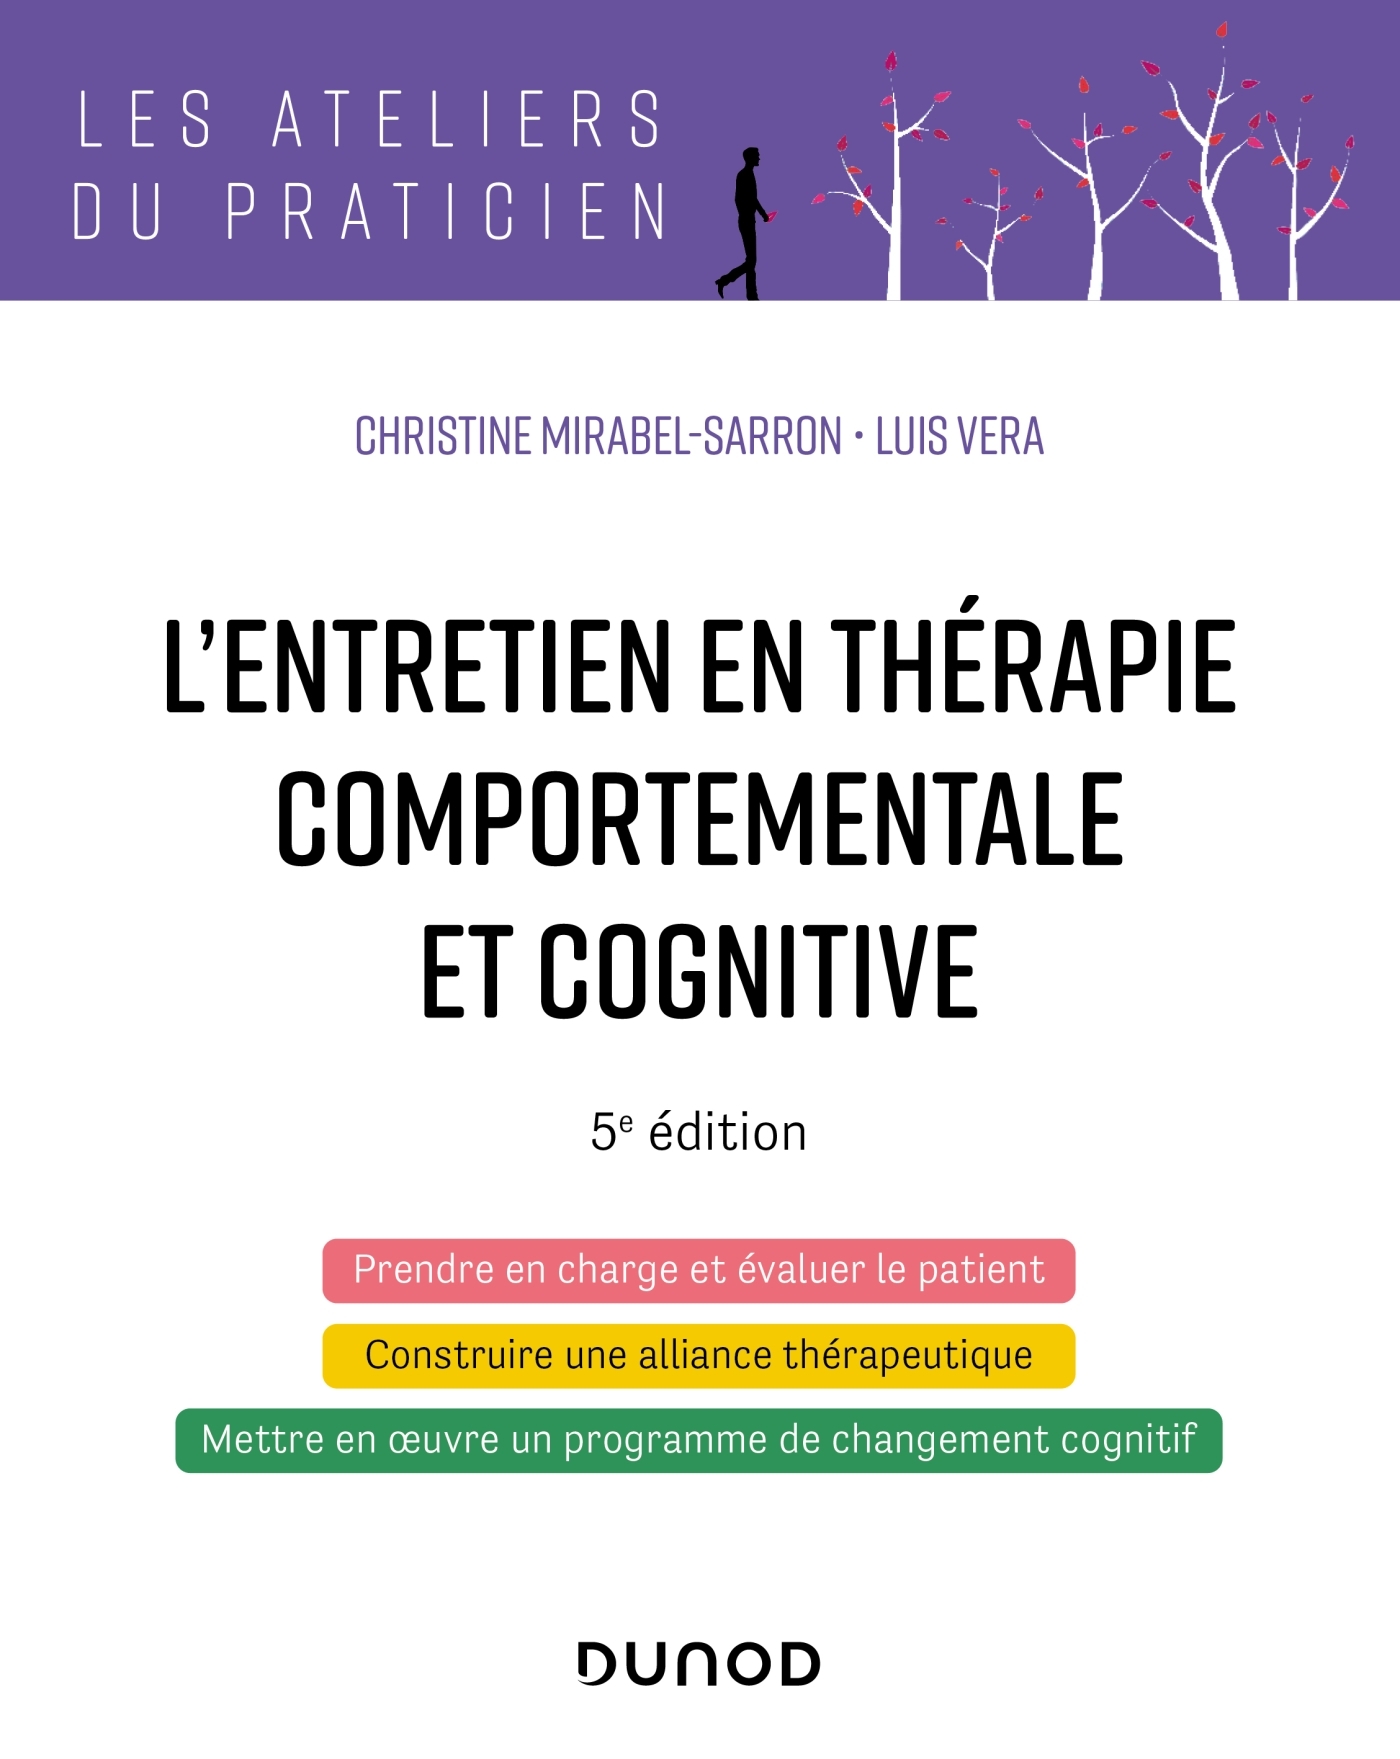 LES ATELIERS
DU PRATICIEN
CHRISTINE MIRABEL-SARRON • LUIS VERA
L’ENTRETIEN EN THÉRAPIE
COMPORTEMENTALE
ET COGNITIVE
5e édition
Prendre en charge et évaluer le patient
Construire une alliance thérapeutique
Mettre en œuvre un programme de changement cognitif
DUNOD